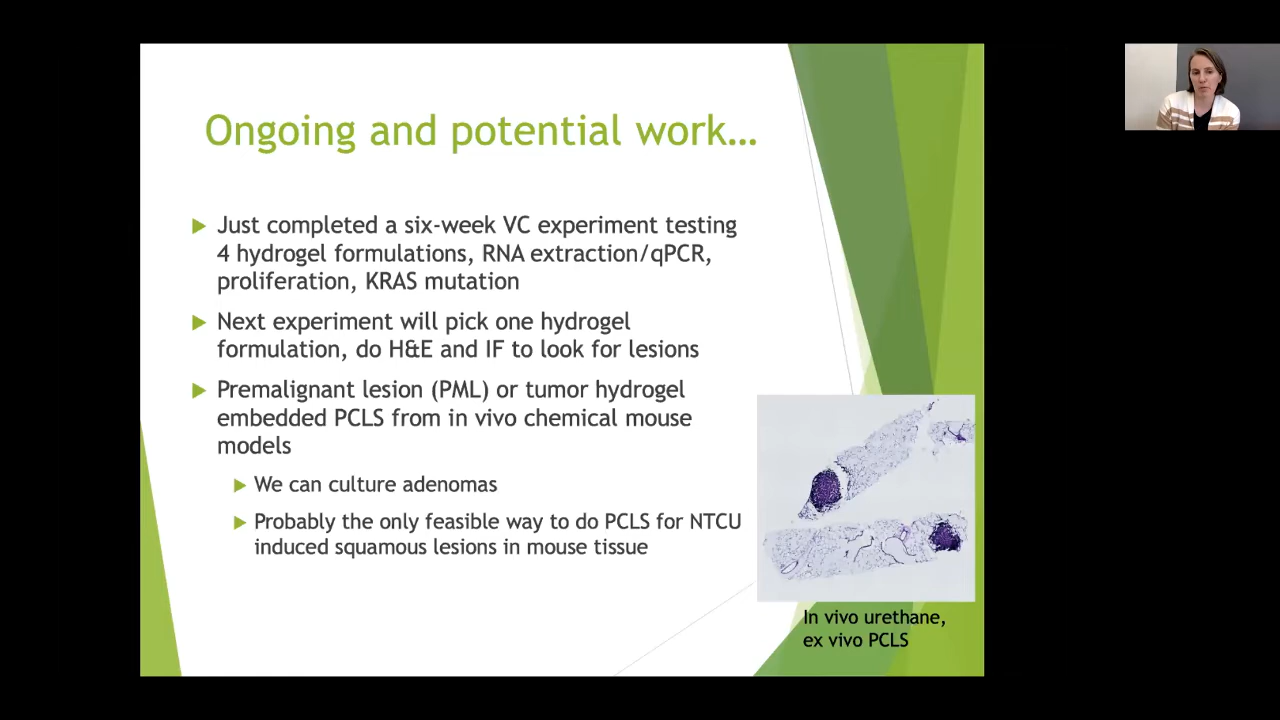 Ongoing and potential work…
Just completed a six-week VC experiment testing
4 hydrogel formulations, RNA extraction/qPCR,
proliferation, KRAS mutation
Next experiment will pick one hydrogel
formulation, do H&E and IF to look for lesions
Premalignant lesion (PML) or tumor hydrogel
embedded PCLS from in vivo chemical mouse
models
We can culture adenomas
Probably the only feasible way to do PCLS for NTCU
induced squamous lesions in mouse tissue
In vivo urethane,
ex vivo PCLS